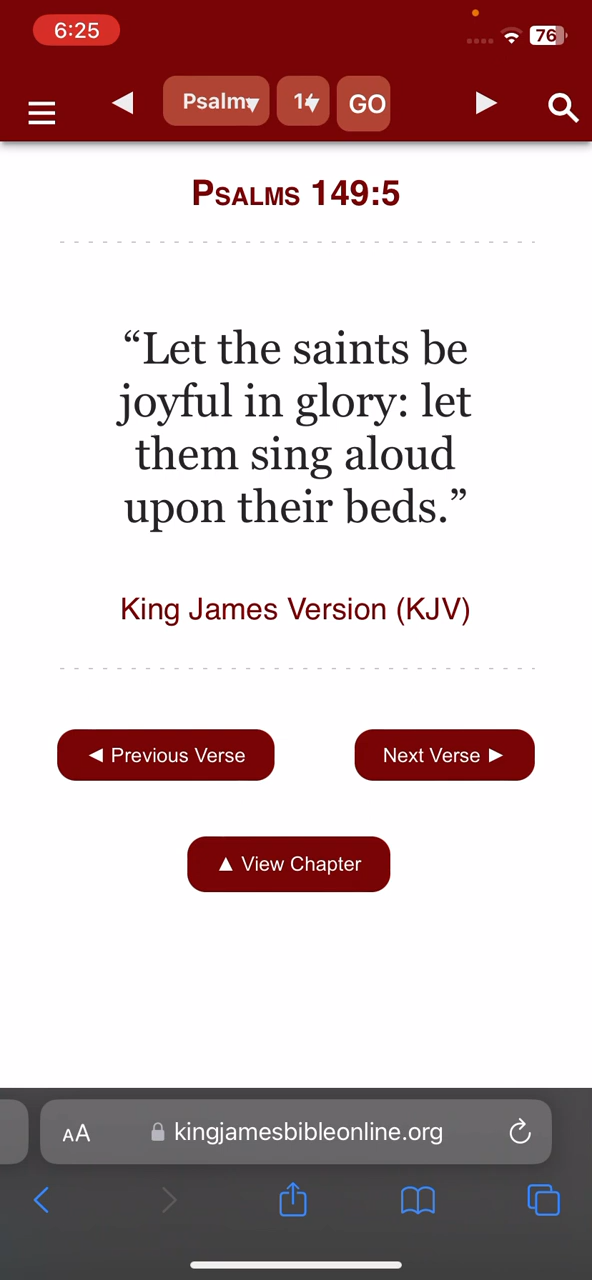 6:25
76
Psalm
GO
PSALMS 149:5
“Let the saints be
joyful in glory: let
them sing aloud
upon their beds.”
King James Version (KJV)
◀ Previous Verse
Next Verse ▶
▲ View Chapter
AA
kingjamesbibleonline.org